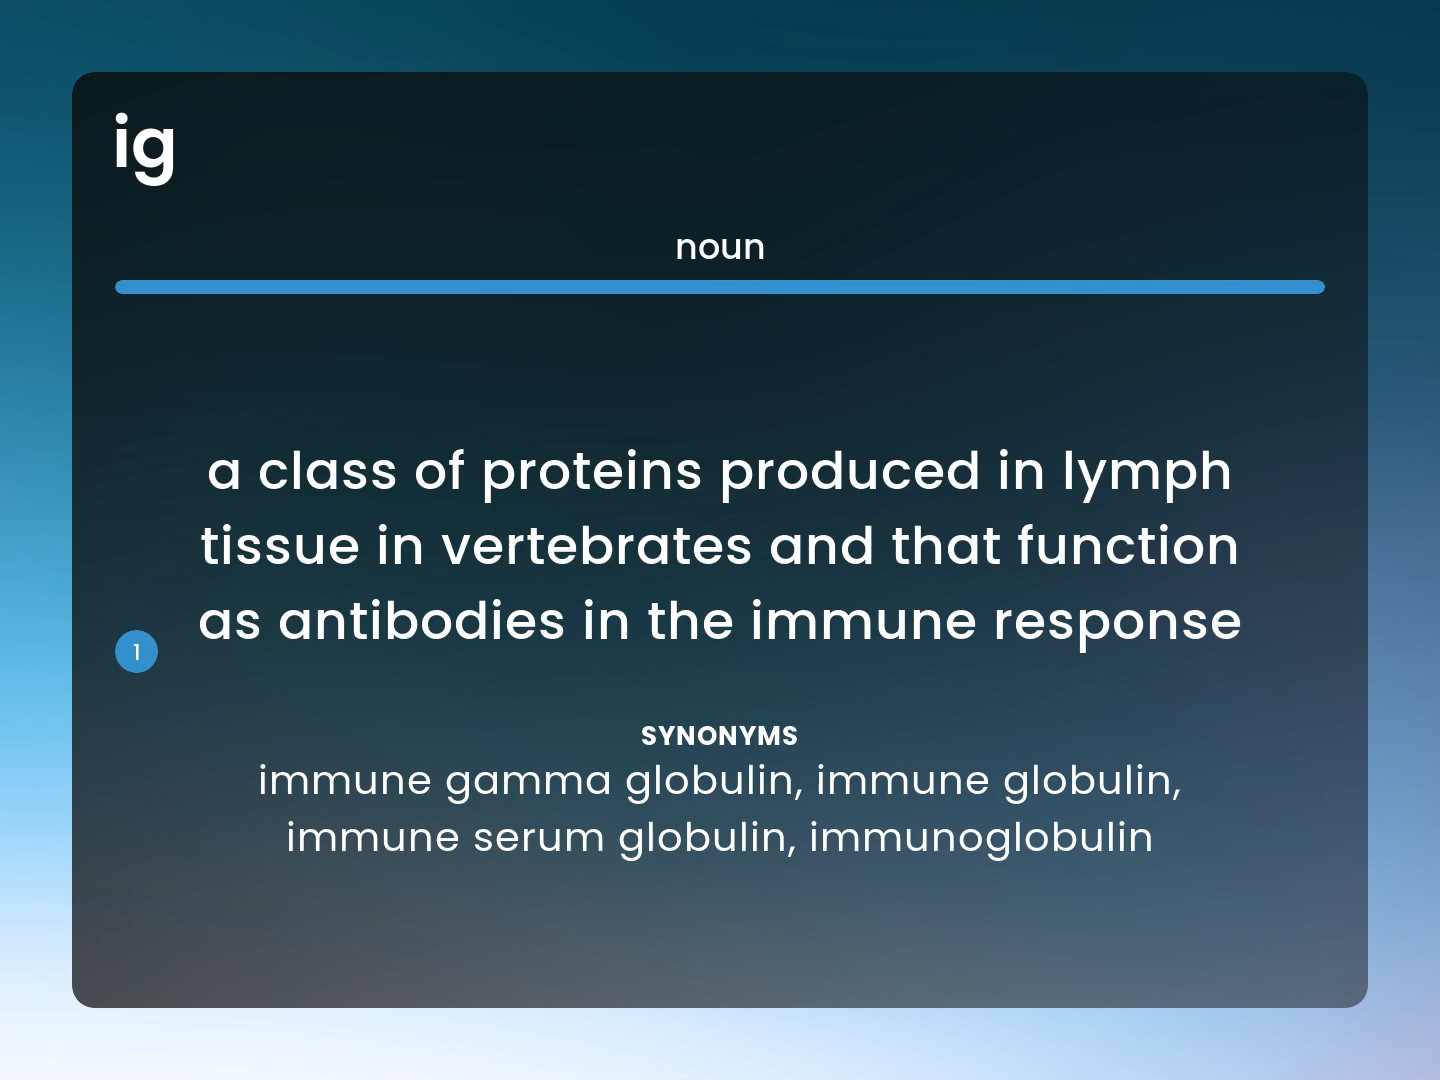 ig
noun
a class of proteins produced in lymph
tissue in vertebrates and that function
as antibodies in the immune response
1
SYNONYMS
immune gamma globulin, immune globulin,
immune serum globulin, immunoglobulin